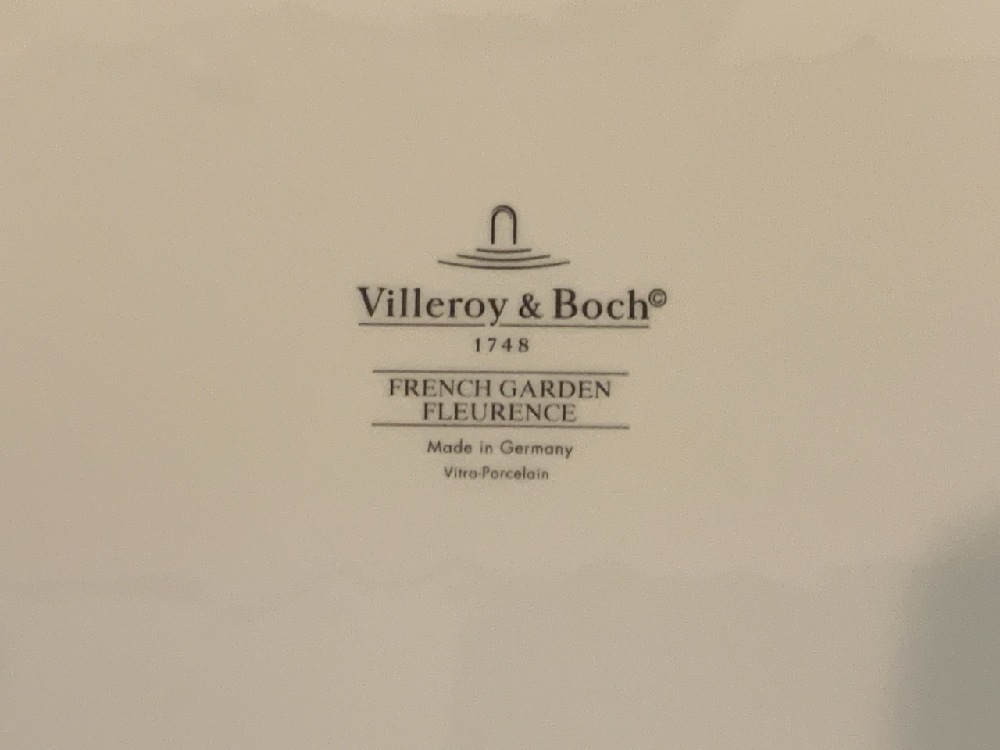 Villeroy & Boch©
1748
FRENCH GARDEN
FLEURENCE
Made in Germany
Vitro-Porcelain